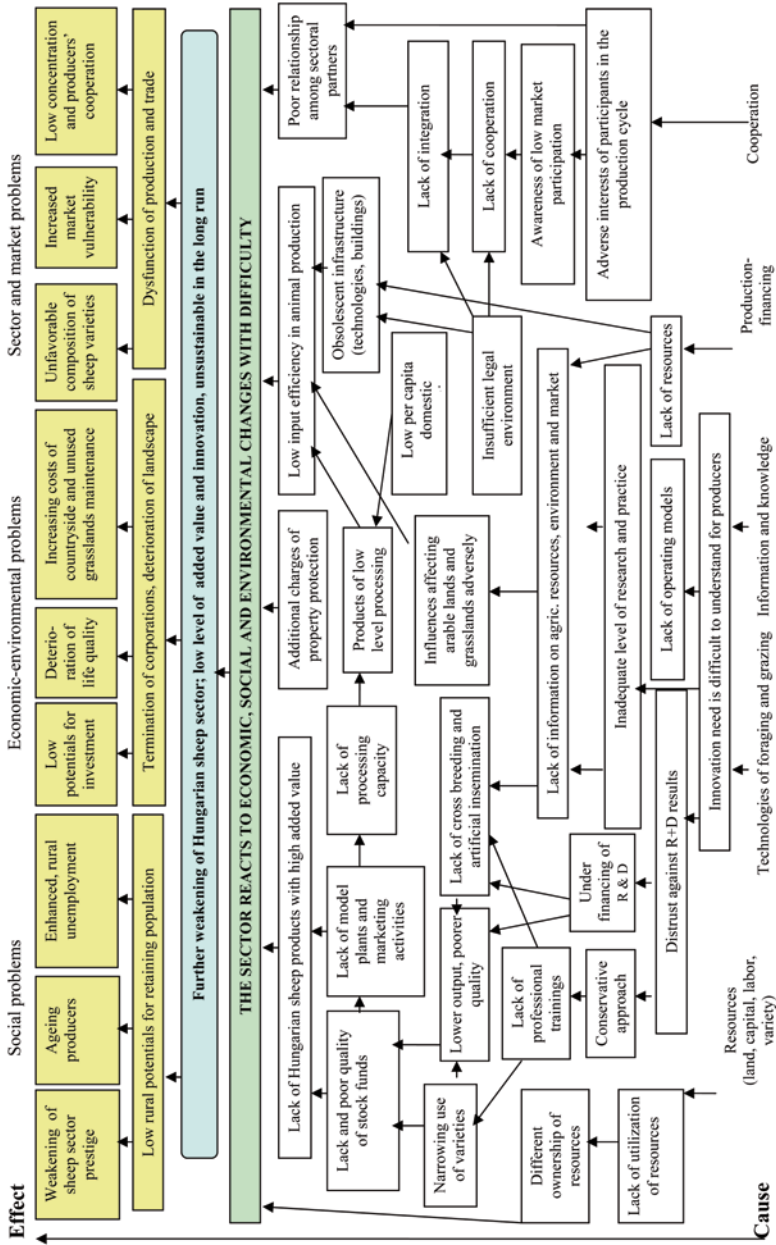 Effect
Social problems
Economic-environmental problems
Sector and market problems
Weakening of
sheep sector
prestige
Ageing
producers
Enhanced, rural
unemployment
Low
potentials for
investment
Deterio-
ration of
life quality
Increasing costs of
countryside and unused
grasslands maintenance
Unfavorable
composition of
sheep varieties
Increased
market
vulnerability
Low concentration
and producers'
cooperation
Low rural potentials for retaining population
Termination of corporations, deterioration of landscape
Dysfunction of production and trade
Further weakening of Hungarian sheep sector; low level of added value and innovation, unsustainable in the long run
THE SECTOR REACTS TO ECONOMIC, SOCIAL AND ENVIRONMENTAL CHANGES WITH DIFFICULTY
Lack of Hungarian sheep products with high added value
Additional charges of
property protection
Low input efficiency in animal production
Poor relationship
among sectoral
partners
Lack and poor quality
of stock funds
Lack of model
plants and
marketing
activities
Lack of
processing
capacity
Products of low
level processing
Low per capita
domestic
Obsolescent infrastructure
(technologies, buildings)
Lack of integration
Narrowing use
of varieties
Lower output, poorer
quality
Lack of cross breeding and
artificial insemination
Influences affecting
arable lands and
grasslands adversely
Insufficient legal
environment
Lack of cooperation
Different
ownership of
resources
Lack of
professional
trainings
Lack of information on agric. resources, environment and market
Awareness of low market
participation
Conservative
approach
Under
financing of
R & D
Inadequate level of research and practice
Lack of utilization
of resources
Distrust against R+D results
Lack of operating models
Lack of resources
Adverse interests of participants in the
production cycle
Innovation need is difficult to understand for producers
Cause
Resources
(land, capital, labor,
variety)
Technologies of foraging and grazing
Information and knowledge
Production-
financing
Cooperation